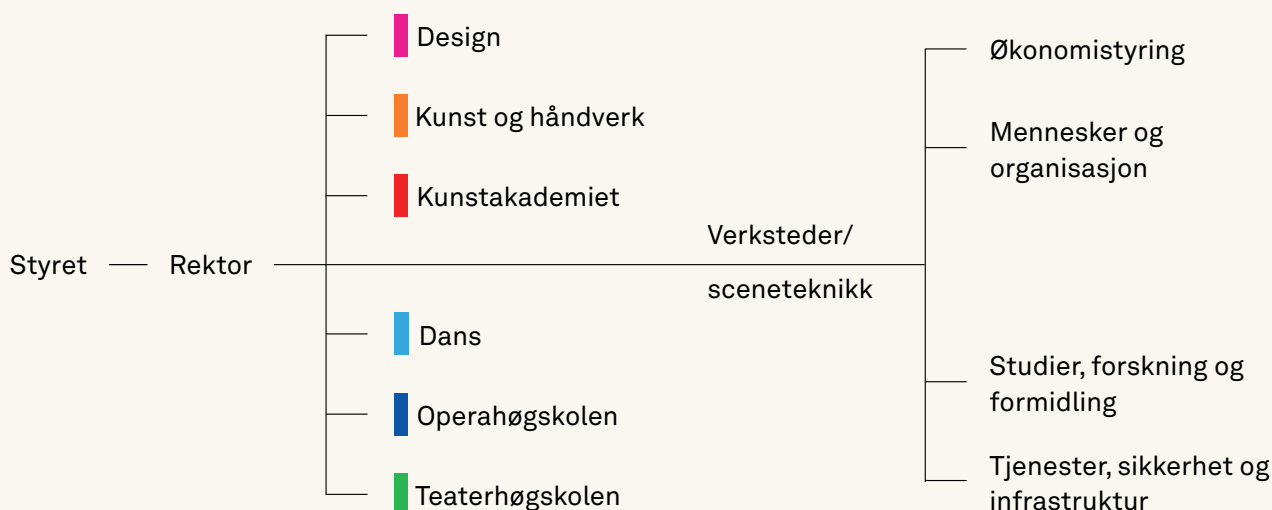 Styret
Rektor
Design
Kunst og håndverk
Kunstakademiet
Dans
Operahøgskolen
Teaterhøgskolen
Verksteder/
sceneteknikk
Økonomistyring
Mennesker og
organisasjon
Studier, forskning og
formidling
Tjenester, sikkerhet og
infrastruktur